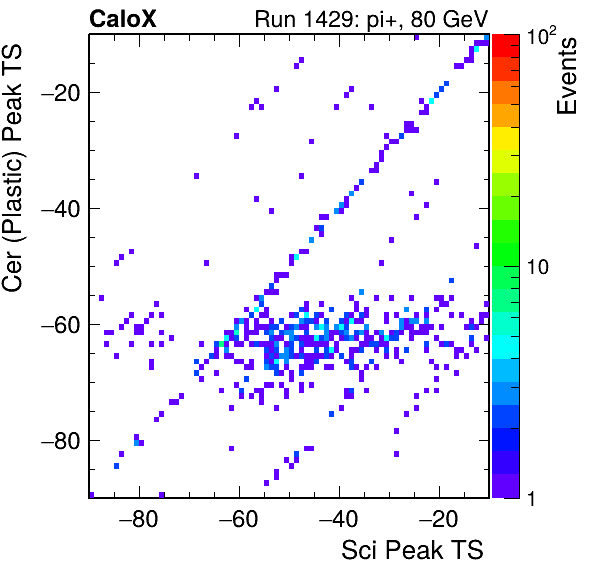 CaloX Run 1429: pi+, 80 GeV
Cer (Plastic) Peak TS
−20
−40
−60
−80
−80 −60 −40 −20
Sci Peak TS
10²
10
1
Events